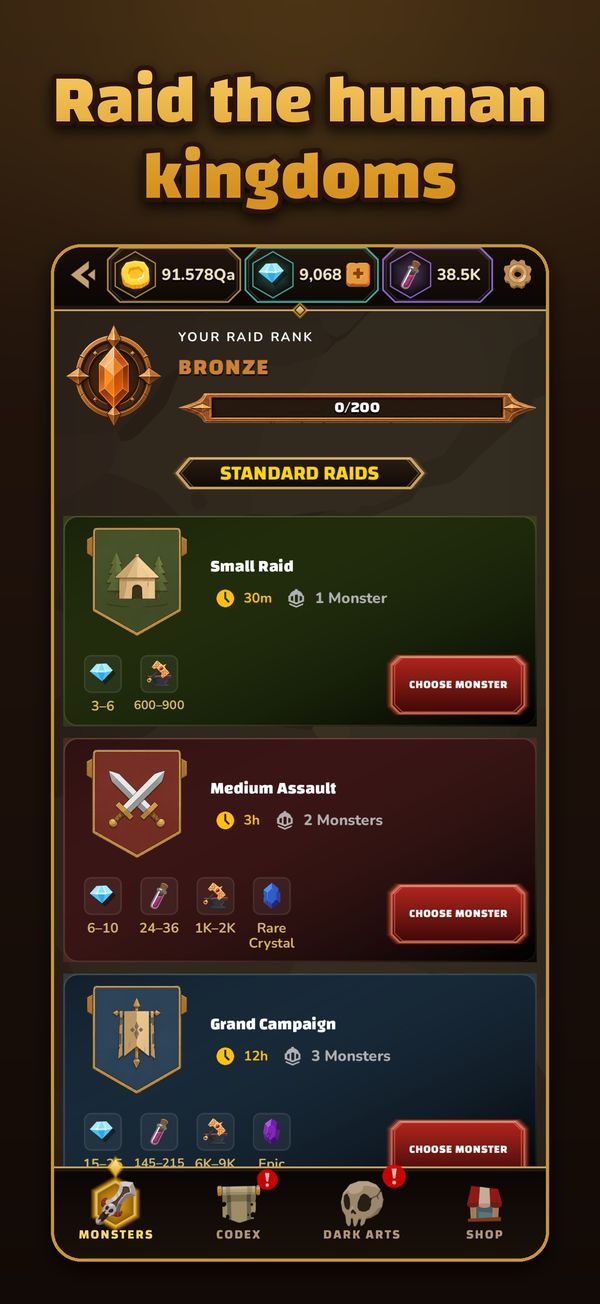 Raid the human
kingdoms
91.578Qa
9,068
38.5K
YOUR RAID RANK
BRONZE
0/200
STANDARD RAIDS
Small Raid
30m 1 Monster
3–6 600–900
CHOOSE MONSTER
Medium Assault
3h 2 Monsters
6–10 24–36 1K–2K Rare
Crystal
CHOOSE MONSTER
Grand Campaign
12h 3 Monsters
15–25 145–215 6K–9K Epic
CHOOSE MONSTER
MONSTERS CODEX DARK ARTS SHOP